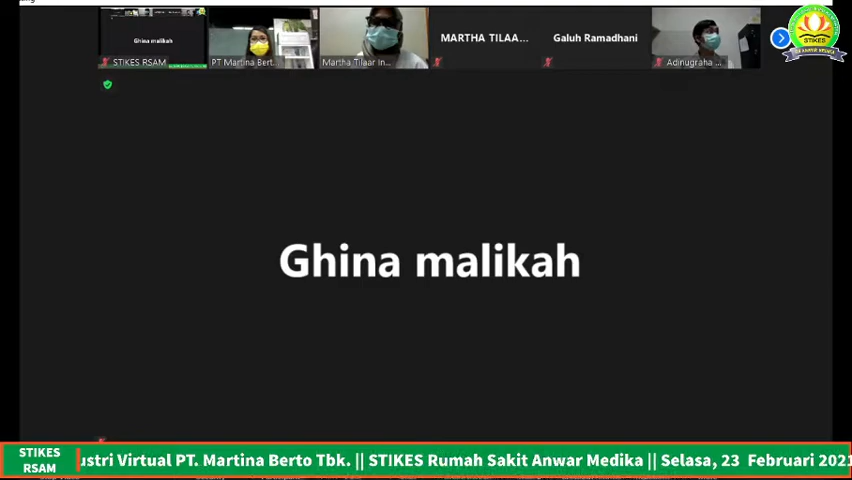 Ghina malikah
STIKES RSAM
PT Martina Bert...
Martha Tilaar In...
MARTHA TILAA...
Galuh Ramadhani
Adinugraha ...
STIKES
Ghina malikah
STIKES
RSAM
ustri Virtual PT. Martina Berto Tbk. || STIKES Rumah Sakit Anwar Medika || Selasa, 23 Februari 2021